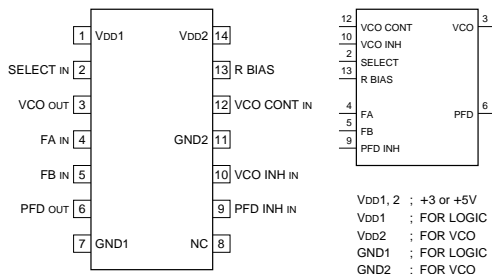 1 VDD1
VDD2 14
SELECT IN 2
13 R BIAS
VCO OUT 3
12 VCO CONT IN
FA IN 4
GND2 11
FB IN 5
10 VCO INH IN
PFD OUT 6
9 PFD INH IN
7 GND1
NC 8
12 VCO CONT
VCO 3
10 VCO INH
2 SELECT
13 R BIAS
4 FA
PFD 6
5 FB
9 PFD INH
VDD1, 2 ; +3 or +5V
VDD1 ; FOR LOGIC
VDD2 ; FOR VCO
GND1 ; FOR LOGIC
GND2 ; FOR VCO